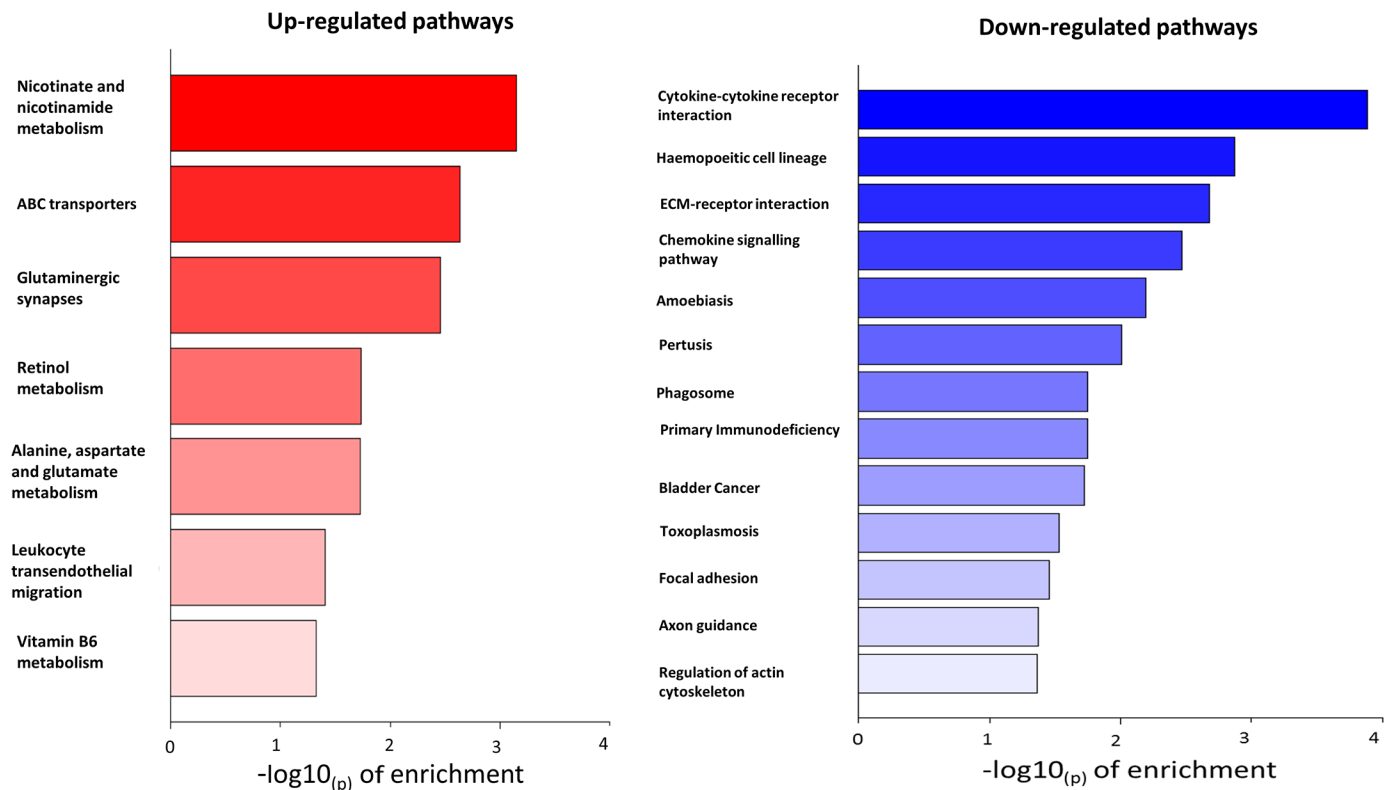 Up-regulated pathways
Nicotinate and
nicotinamide
metabolism
ABC transporters
Glutaminergic
synapses
Retinol
metabolism
Alanine, aspartate
and glutamate
metabolism
Leukocyte
transendothelial
migration
Vitamin B6
metabolism
0 1 2 3 4
-log10(p) of enrichment
Down-regulated pathways
Cytokine-cytokine receptor
interaction
Haemopoeitic cell lineage
ECM-receptor interaction
Chemokine signalling
pathway
Amoebiasis
Pertusis
Phagosome
Primary Immunodeficiency
Bladder Cancer
Toxoplasmosis
Focal adhesion
Axon guidance
Regulation of actin
cytoskeleton
0 1 2 3 4
-log10(p) of enrichment